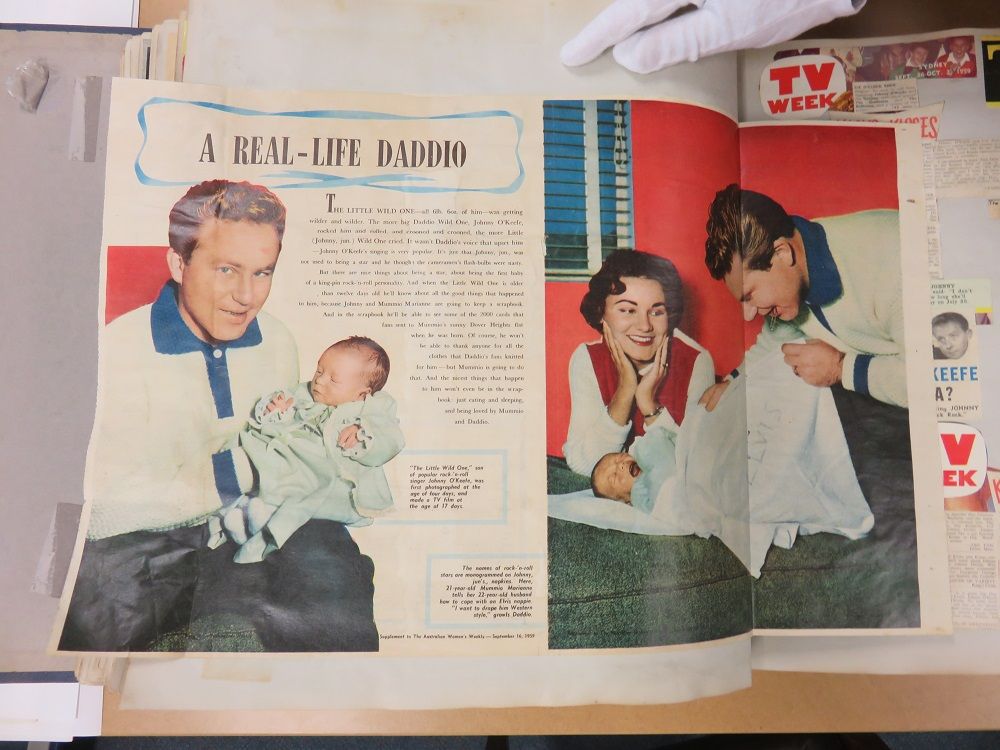 A REAL-LIFE DADDIO
THE LITTLE WILD ONE—all 6lb. 6oz. of him—was getting
wilder and wilder. The more big Daddio Wild One, Johnny O'Keefe,
rocked him and rolled, and crooned and crooned, the more Little
(Johnny, jun.) Wild One cried. It wasn't Daddio's voice that upset him
—Johnny O'Keefe's singing is very popular. It's just that Johnny, jun., was
not used to being a star and he thought the cameramen's flash-bulbs were nasty.
But there are nice things about being a star, about being the first baby
of a king-pin rock-'n-roll personality. And when the Little Wild One is older
than twelve days old he'll know about all the good things that happened
to him, because Johnny and Mummio Marianne are going to keep a scrapbook.
And in the scrapbook he'll be able to see some of the 2000 cards that
fans sent to Mummio's sunny Dover Heights flat
when he was born. Of course, he won't
be able to thank anyone for all the
clothes that Daddio's fans knitted
for him—but Mummio is going to do
that. And the nicest things that happen
to him won't even be in the scrap-
book: just eating and sleeping,
and being loved by Mummio
and Daddio.
"The Little Wild One," son
of popular rock-'n-roll
singer Johnny O'Keefe, was
first photographed at the
age of four days, and
made a TV film at
the age of 17 days.
The names of rock-'n-roll
stars are monogrammed on Johnny,
jun's., napkins. Here,
21-year-old Mummio Marianne
tells her 22-year-old husband
how to cope with an Elvis nappie.
"I want to drape him Western
style," growls Daddio.
Supplement to The Australian Women's Weekly — September 16, 1959
ELVIS
TV
WEEK
SYDNEY
SEPT. 26-OCT. 2, 1959
KISSES
JOHNNY
KEEFE
A?
ing JOHNNY
V
EK